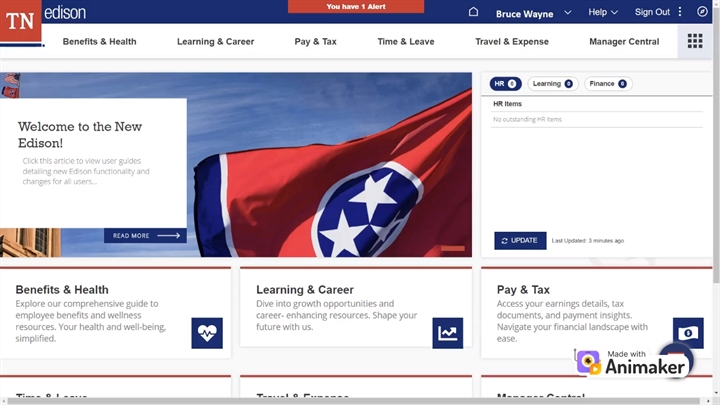 You have 1 Alert
TN
edison
Bruce Wayne
Help
Sign Out
Benefits & Health
Learning & Career
Pay & Tax
Time & Leave
Travel & Expense
Manager Central
Welcome to the New
Edison!
Click this article to view user guides
detailing new Edison functionality and
changes for all users...
READ MORE
HR 0
Learning 0
Finance 0
HR Items
No outstanding HR items
UPDATE
Last Updated: 3 minutes ago
Benefits & Health
Explore our comprehensive guide to
employee benefits and wellness
resources. Your health and well-being,
simplified.
Learning & Career
Dive into growth opportunities and
career- enhancing resources. Shape your
future with us.
Pay & Tax
Access your earnings details, tax
documents, and payment insights.
Navigate your financial landscape with
ease.
Made with
Animaker
Time & Leave
Travel & Expense
Manager Central